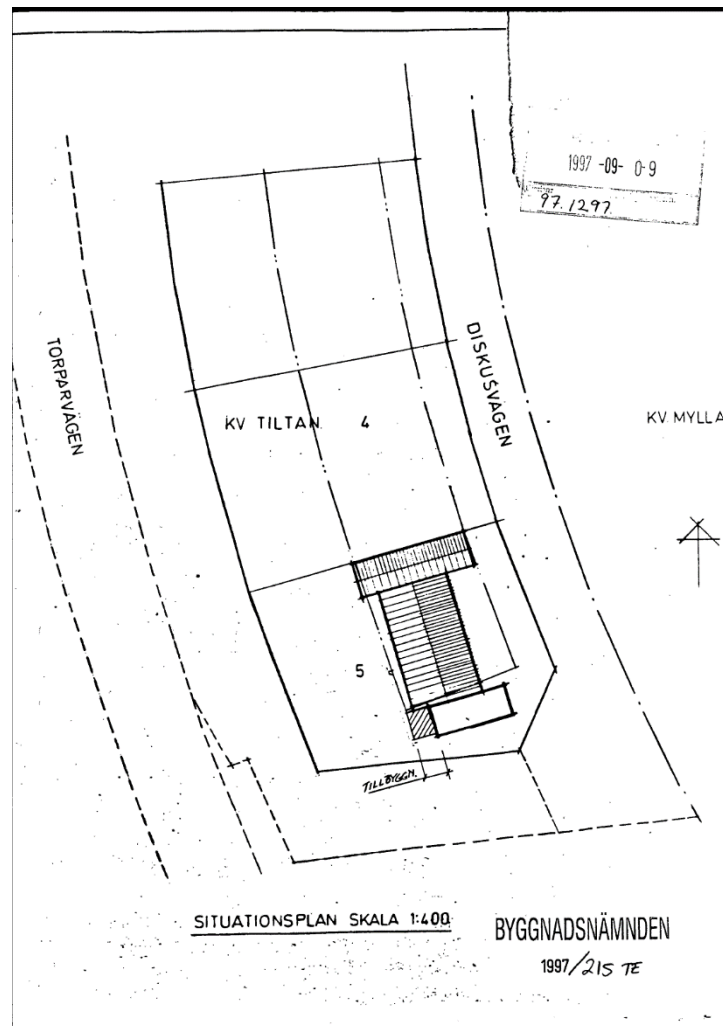 1997 -09- 0-9
97.1297
TORPARVÄGEN
DISKUSVÄGEN
KV TILTAN 4
KV MYLLA
5
TILLBYGGN.
SITUATIONSPLAN SKALA 1:400
BYGGNADSNÄMNDEN
1997/215 TE